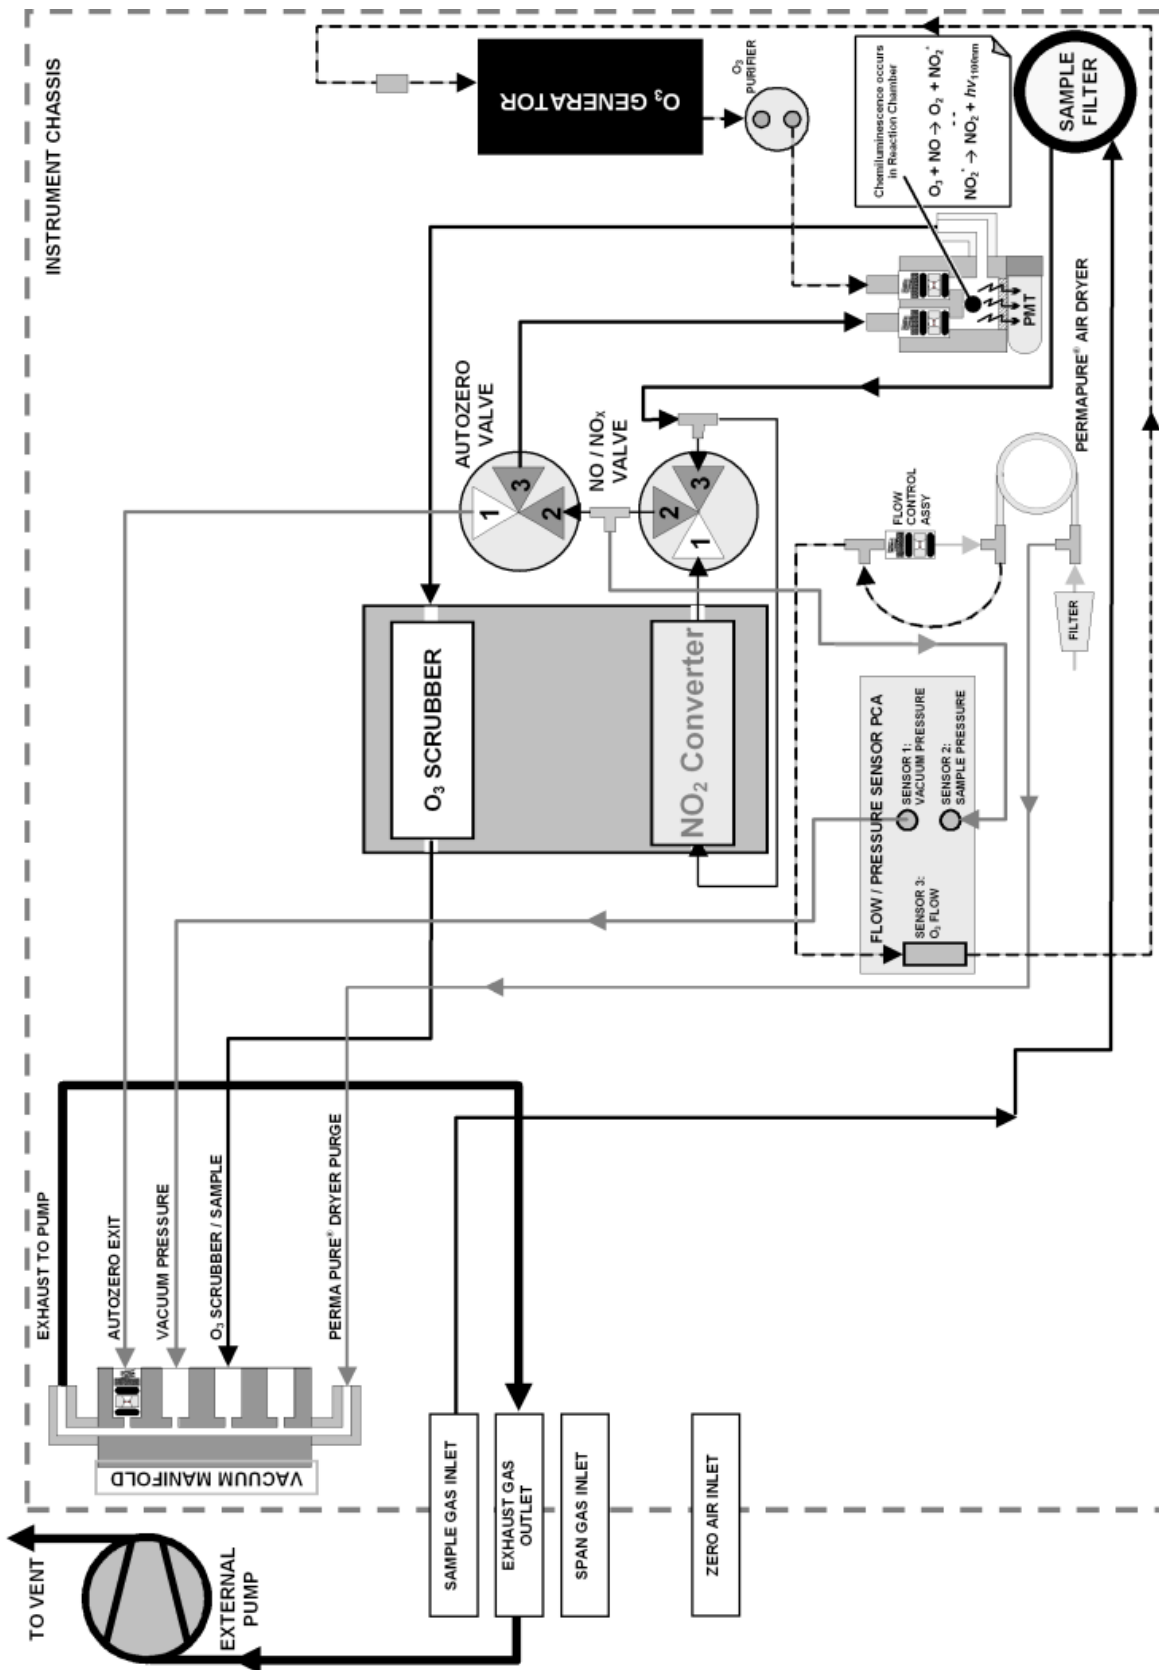 INSTRUMENT CHASSIS
O₃ GENERATOR
O₃
PURIFIER
Chemiluminescence occurs
in Reaction Chamber
O₃ + NO → O₂ + NO₂*
NO₂* → NO₂ + hν₁₁₀₀nm
SAMPLE
FILTER
PMT
AUTOZERO
VALVE
1
2
3
NO / NOX
VALVE
1
2
3
FLOW
CONTROL
ASSY
PERMAPURE® AIR DRYER
FILTER
O₃ SCRUBBER
NO₂ Converter
FLOW / PRESSURE SENSOR PCA
SENSOR 1:
VACUUM PRESSURE
SENSOR 2:
SAMPLE PRESSURE
SENSOR 3:
O₂ FLOW
EXHAUST TO PUMP
AUTOZERO EXIT
VACUUM PRESSURE
O₃ SCRUBBER / SAMPLE
PERMA PURE® DRYER PURGE
VACUUM MANIFOLD
SAMPLE GAS INLET
EXHAUST GAS
OUTLET
SPAN GAS INLET
ZERO AIR INLET
TO VENT
EXTERNAL
PUMP